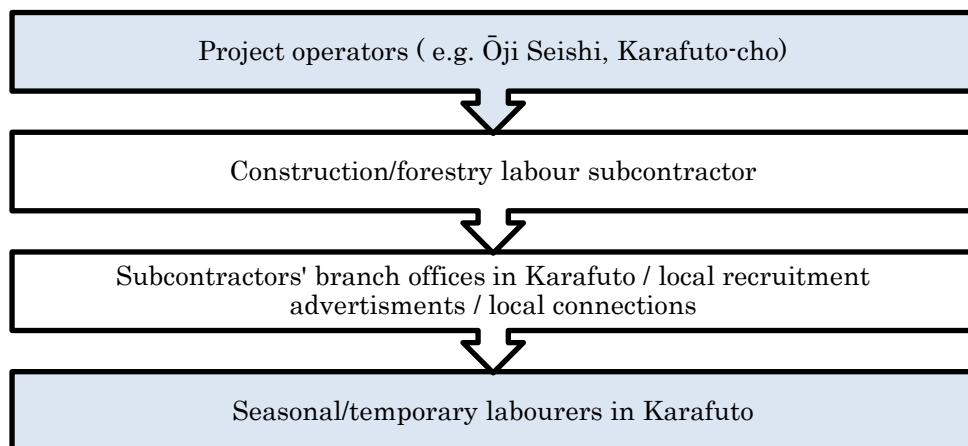 Project operators ( e.g. Ōji Seishi, Karafuto-cho)
Construction/forestry labour subcontractor
Subcontractors' branch offices in Karafuto / local recruitment
advertisments / local connections
Seasonal/temporary labourers in Karafuto